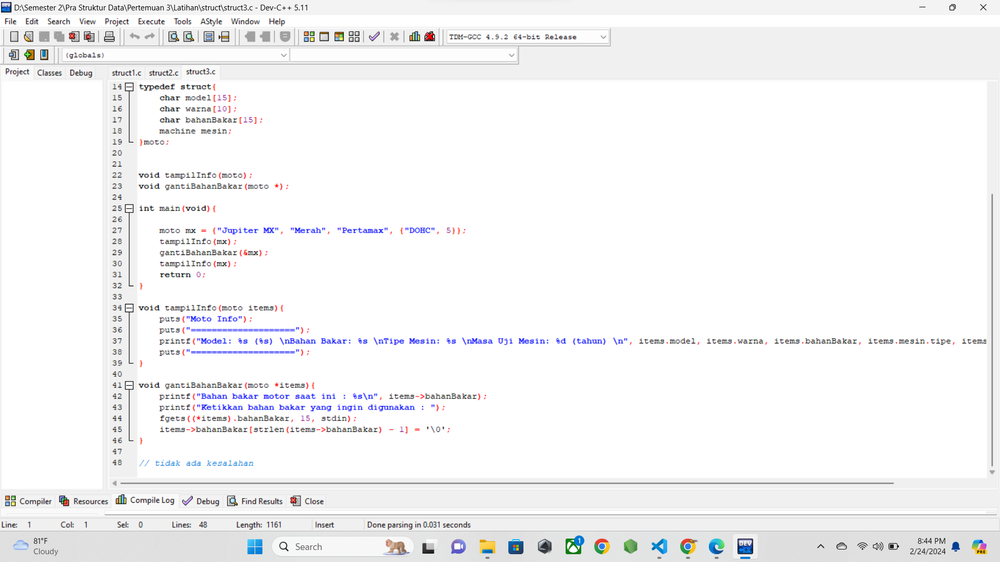 D:\Semester 2\Pra Struktur Data\Pertemuan 3\Latihan\struct\struct3.c - Dev-C++ 5.11
File Edit Search View Project Execute Tools AStyle Window Help
TDM-GCC 4.9.2 64-bit Release
(globals)
Project Classes Debug
struct1.c struct2.c struct3.c
14 typedef struct{
15 char model[15];
16 char warna[10];
17 char bahanBakar[15];
18 machine mesin;
19 }moto;
20
21
22 void tampilInfo(moto);
23 void gantiBahanBakar(moto *);
24
25 int main(void){
26
27 moto mx = {"Jupiter MX", "Merah", "Pertamax", {"DOHC", 5}};
28 tampilInfo(mx);
29 gantiBahanBakar(&mx);
30 tampilInfo(mx);
31 return 0;
32 }
33
34 void tampilInfo(moto items){
35 puts("Moto Info");
36 puts("====================");
37 printf("Model: %s (%s) \nBahan Bakar: %s \nTipe Mesin: %s \nMasa Uji Mesin: %d (tahun) \n", items.model, items.warna, items.bahanBakar, items.mesin.tipe, items
38 puts("====================");
39 }
40
41 void gantiBahanBakar(moto *items){
42 printf("Bahan bakar motor saat ini : %s\n", items->bahanBakar);
43 printf("Ketikkan bahan bakar yang ingin digunakan : ");
44 fgets((*items).bahanBakar, 15, stdin);
45 items->bahanBakar[strlen(items->bahanBakar) - 1] = '\0';
46 }
47
48 // tidak ada kesalahan
Compiler Resources Compile Log Debug Find Results Close
Line: 1 Col: 1 Sel: 0 Lines: 48 Length: 1161 Insert Done parsing in 0.031 seconds
81°F
Cloudy
Search
1
DEV C++
8:44 PM
2/24/2024
PRE